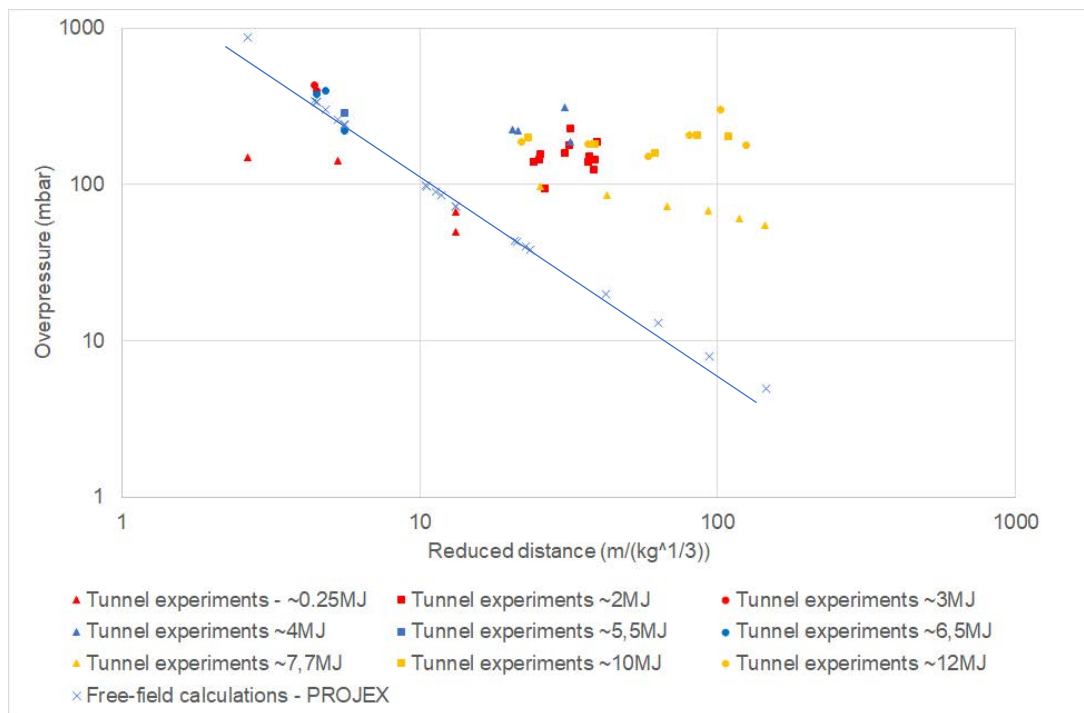 1000
100
10
1
Overpressure (mbar)
1 10 100 1000
Reduced distance (m/(kg^1/3))
Tunnel experiments - ~0.25MJ Tunnel experiments ~2MJ Tunnel experiments ~3MJ
Tunnel experiments ~4MJ Tunnel experiments ~5,5MJ Tunnel experiments ~6,5MJ
Tunnel experiments ~7,7MJ Tunnel experiments ~10MJ Tunnel experiments ~12MJ
Free-field calculations - PROJEX